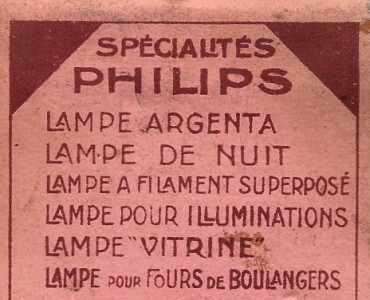 SPÉCIALITÉS
PHILIPS
LAMPE ARGENTA
LAMPE DE NUIT
LAMPE A FILAMENT SUPERPOSÉ
LAMPE POUR ILLUMINATIONS
LAMPE "VITRINE"
LAMPE POUR FOURS DE BOULANGERS